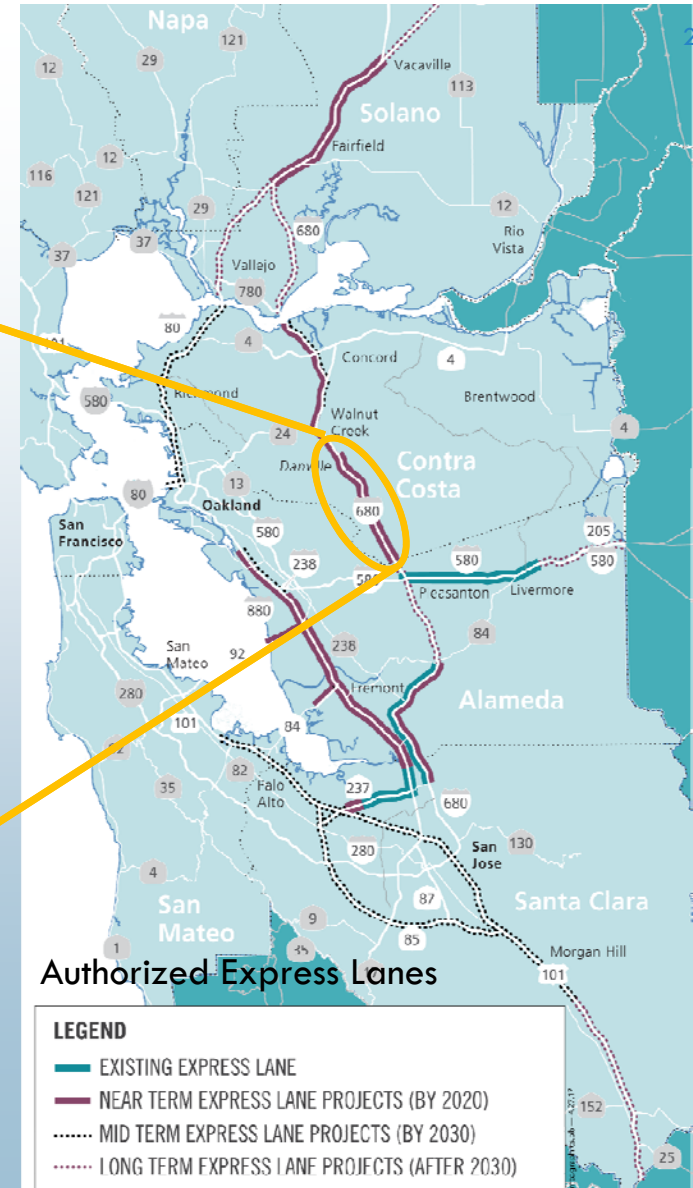 Napa
121
2
12
29
Vacaville
113
Solano
Fairfield
116
12
121
29
12
37
37
680
Rio
Vista
Vallejo
780
80
4
Concord
4
580
Richmond
Brentwood
Walnut
Creek
24
4
Danville
Contra
Costa
13
80
Oakland
680
San
Francisco
580
205
238
580
580
580
Pleasanton
Livermore
880
San
Mateo
92
238
84
Fremont
280
Alameda
101
84
82
Palo
Alto
237
35
680
280
San
Jose
130
4
87
San
Mateo
Santa Clara
9
85
1
35
Morgan Hill
101
Authorized Express Lanes
LEGEND
EXISTING EXPRESS LANE
NEAR TERM EXPRESS LANE PROJECTS (BY 2020)
MID TERM EXPRESS LANE PROJECTS (BY 2030)
LONG TERM EXPRESS LANE PROJECTS (AFTER 2030)
152
25